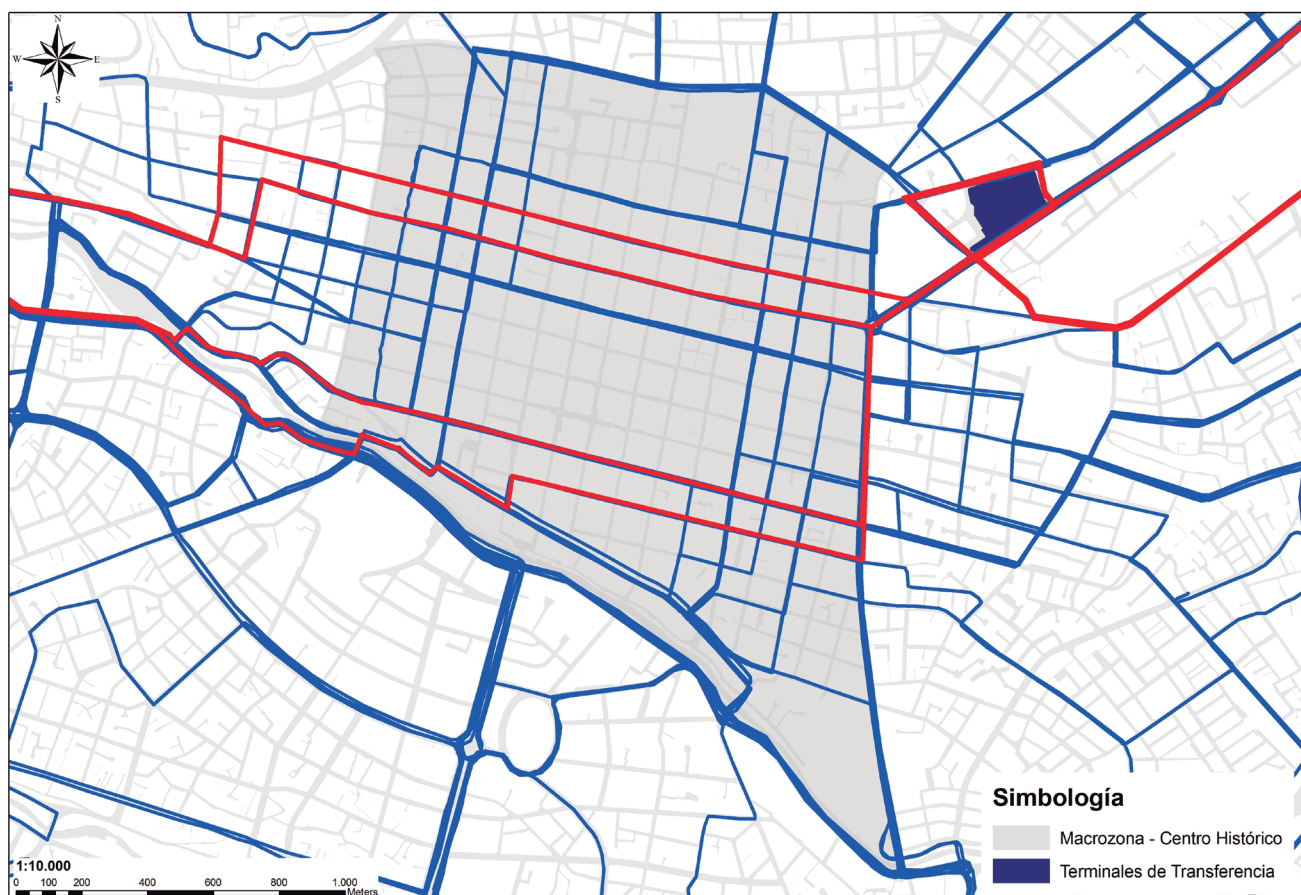 N
W E
S
Simbología
Macrozona - Centro Histórico
Terminales de Transferencia
1:10.000
0 100 200 400 600 800 1.000
Meters